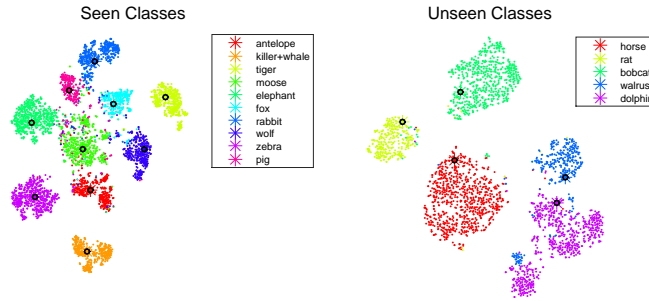 Seen Classes
antelope
killer+whale
tiger
moose
elephant
fox
rabbit
wolf
zebra
pig
Unseen Classes
horse
rat
bobcat
walrus
dolphin